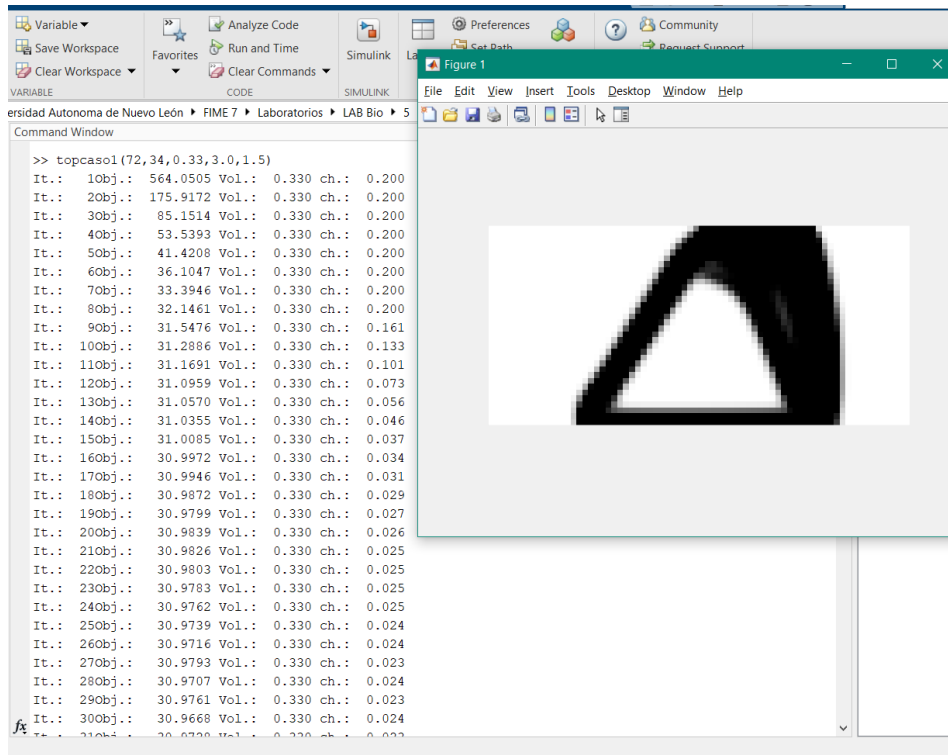 Variable
Save Workspace
Clear Workspace
VARIABLE
Favorites
Analyze Code
Run and Time
Clear Commands
CODE
Simulink
SIMULINK
La
Preferences
Set Path
?
Community
Request Support
ersidad Autonoma de Nuevo León FIME 7 Laboratorios LAB Bio 5
Figure 1
File Edit View Insert Tools Desktop Window Help
Command Window
>> topcaso1(72,34,0.33,3.0,1.5)
It.: 1Obj.: 564.0505 Vol.: 0.330 ch.: 0.200
It.: 2Obj.: 175.9172 Vol.: 0.330 ch.: 0.200
It.: 3Obj.: 85.1514 Vol.: 0.330 ch.: 0.200
It.: 4Obj.: 53.5393 Vol.: 0.330 ch.: 0.200
It.: 5Obj.: 41.4208 Vol.: 0.330 ch.: 0.200
It.: 6Obj.: 36.1047 Vol.: 0.330 ch.: 0.200
It.: 7Obj.: 33.3946 Vol.: 0.330 ch.: 0.200
It.: 8Obj.: 32.1461 Vol.: 0.330 ch.: 0.200
It.: 9Obj.: 31.5476 Vol.: 0.330 ch.: 0.161
It.: 10Obj.: 31.2886 Vol.: 0.330 ch.: 0.133
It.: 11Obj.: 31.1691 Vol.: 0.330 ch.: 0.101
It.: 12Obj.: 31.0959 Vol.: 0.330 ch.: 0.073
It.: 13Obj.: 31.0570 Vol.: 0.330 ch.: 0.056
It.: 14Obj.: 31.0355 Vol.: 0.330 ch.: 0.046
It.: 15Obj.: 31.0085 Vol.: 0.330 ch.: 0.037
It.: 16Obj.: 30.9972 Vol.: 0.330 ch.: 0.034
It.: 17Obj.: 30.9946 Vol.: 0.330 ch.: 0.031
It.: 18Obj.: 30.9872 Vol.: 0.330 ch.: 0.029
It.: 19Obj.: 30.9799 Vol.: 0.330 ch.: 0.027
It.: 20Obj.: 30.9839 Vol.: 0.330 ch.: 0.026
It.: 21Obj.: 30.9826 Vol.: 0.330 ch.: 0.025
It.: 22Obj.: 30.9803 Vol.: 0.330 ch.: 0.025
It.: 23Obj.: 30.9783 Vol.: 0.330 ch.: 0.025
It.: 24Obj.: 30.9762 Vol.: 0.330 ch.: 0.025
It.: 25Obj.: 30.9739 Vol.: 0.330 ch.: 0.024
It.: 26Obj.: 30.9716 Vol.: 0.330 ch.: 0.024
It.: 27Obj.: 30.9793 Vol.: 0.330 ch.: 0.023
It.: 28Obj.: 30.9707 Vol.: 0.330 ch.: 0.024
It.: 29Obj.: 30.9761 Vol.: 0.330 ch.: 0.023
It.: 30Obj.: 30.9668 Vol.: 0.330 ch.: 0.024
fx